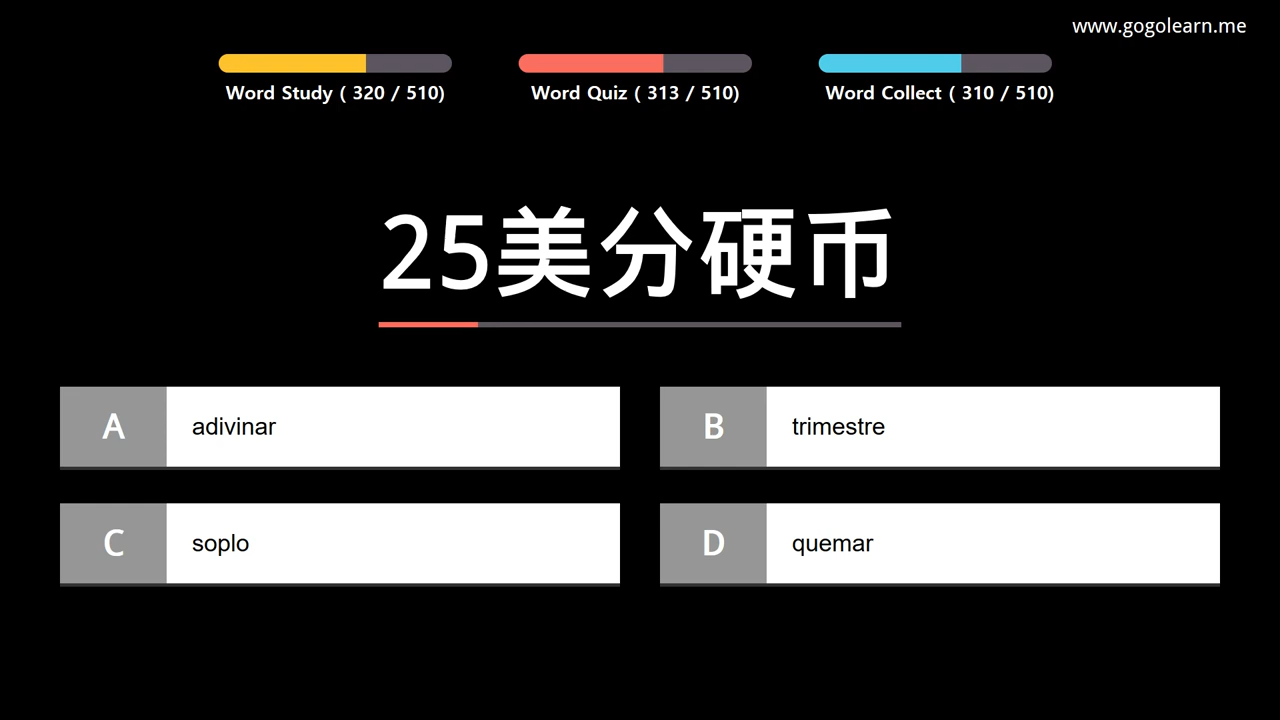 www.gogolearn.me
Word Study ( 320 / 510)
Word Quiz ( 313 / 510)
Word Collect ( 310 / 510)
25美分硬币
A adivinar
B trimestre
C soplo
D quemar